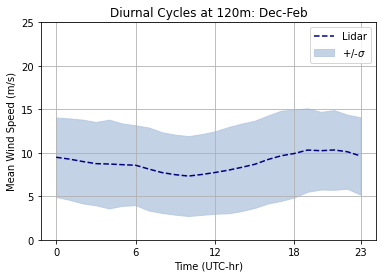 Diurnal Cycles at 120m: Dec-Feb
Mean Wind Speed (m/s)
25
20
15
10
5
0
Lidar
+/-σ
0 6 12 18 23
Time (UTC-hr)